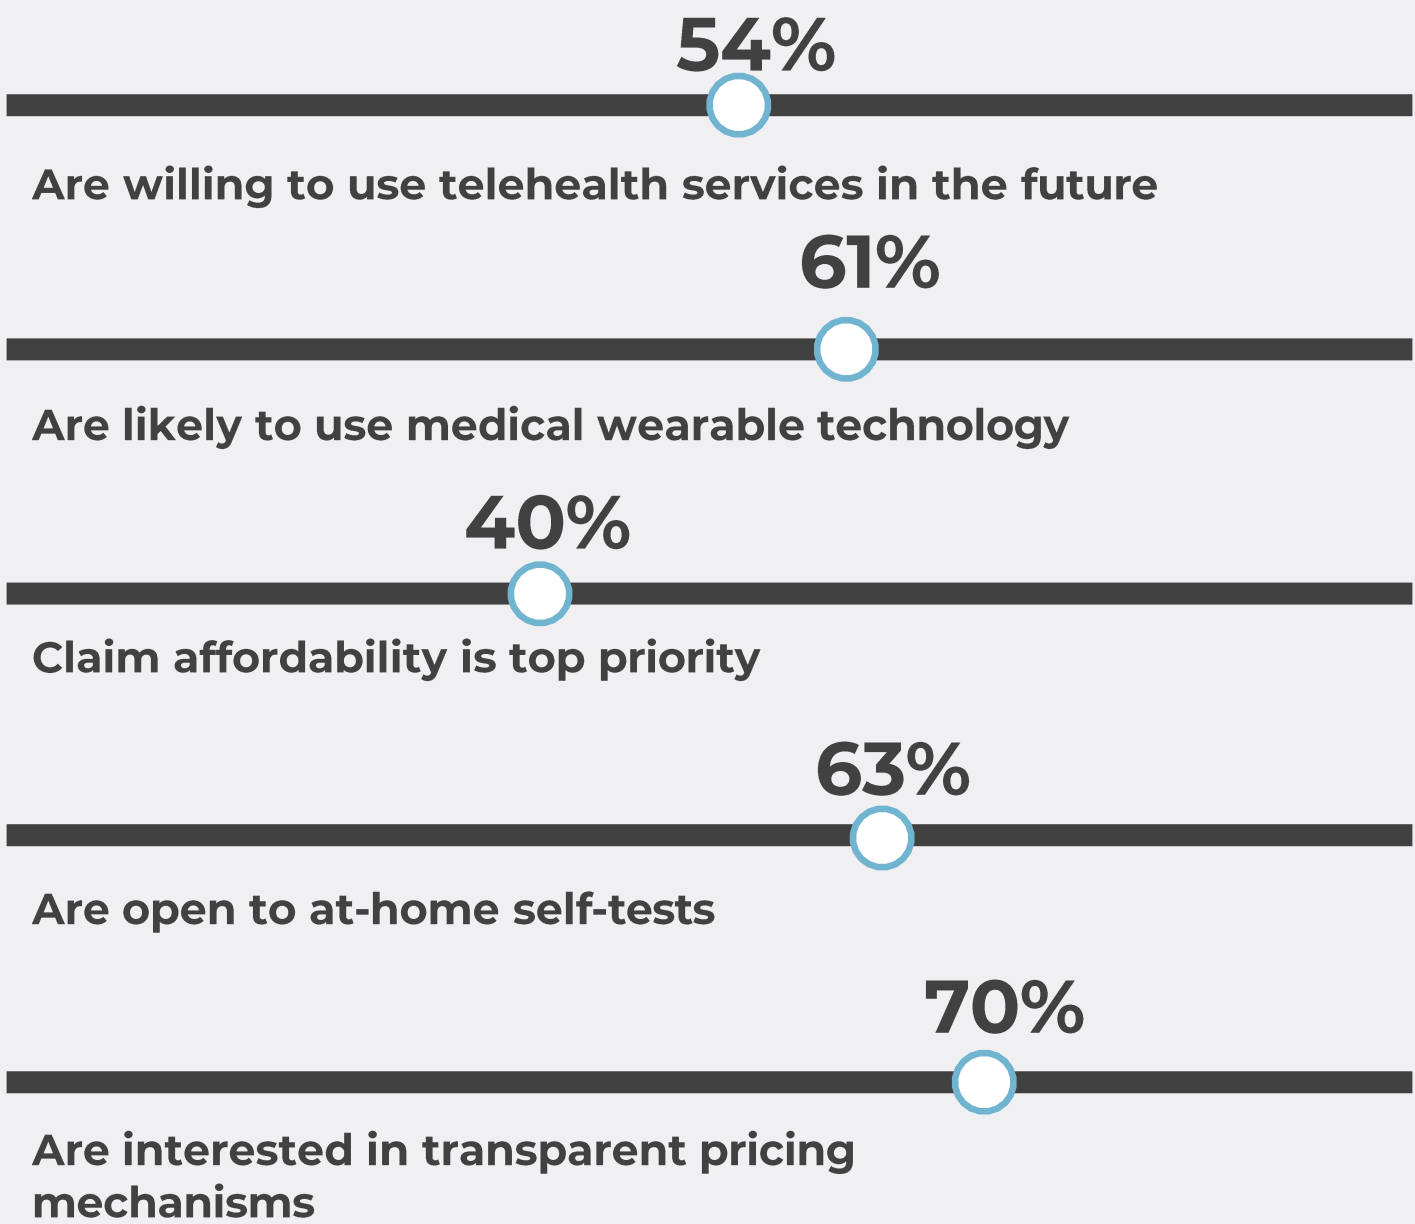 54%
Are willing to use telehealth services in the future
61%
Are likely to use medical wearable technology
40%
Claim affordability is top priority
63%
Are open to at-home self-tests
70%
Are interested in transparent pricing
mechanisms